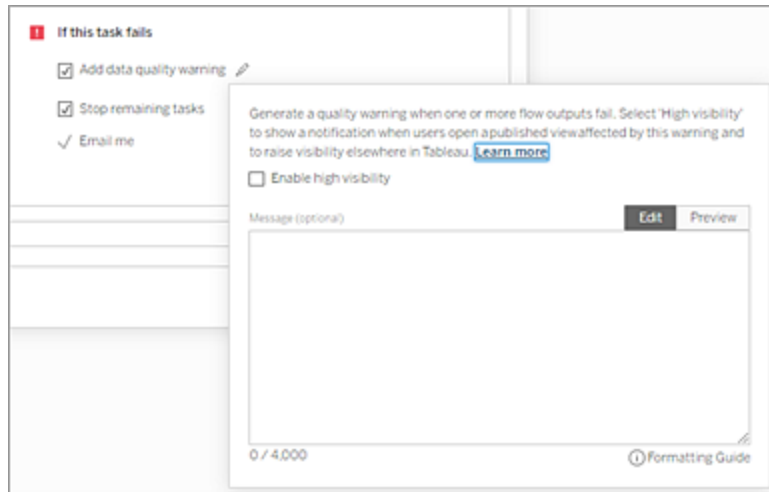 If this task fails
Add data quality warning
Stop remaining tasks
Email me
Generate a quality warning when one or more flow outputs fail. Select 'High visibility'
to show a notification when users open a published view affected by this warning and
to raise visibility elsewhere in Tableau. Learn more
Enable high visibility
Message (optional)
Edit
Preview
0 / 4,000
Formatting Guide